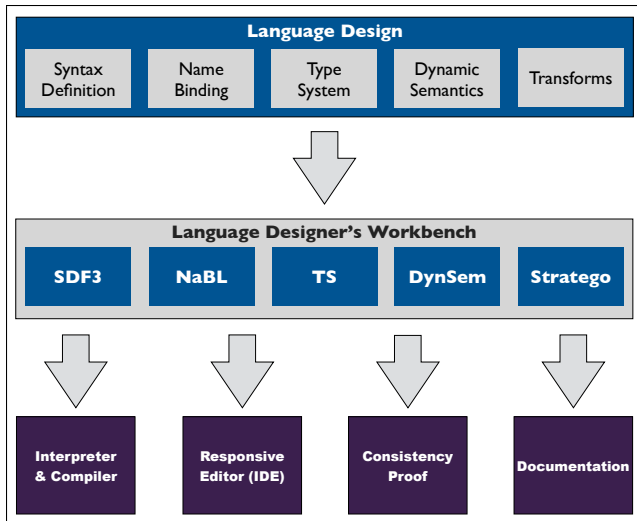 Language Design
Syntax
Definition
Name
Binding
Type
System
Dynamic
Semantics
Transforms
Language Designer's Workbench
SDF3
NaBL
TS
DynSem
Stratego
Interpreter
& Compiler
Responsive
Editor (IDE)
Consistency
Proof
Documentation